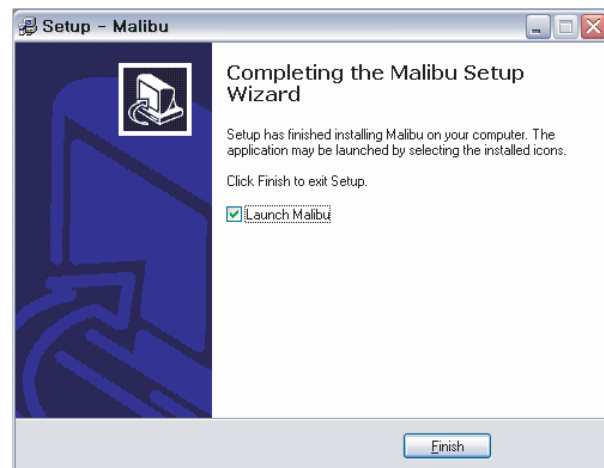 Setup - Malibu
Completing the Malibu Setup
Wizard
Setup has finished installing Malibu on your computer. The
application may be launched by selecting the installed icons.
Click Finish to exit Setup.
Launch Malibu
Finish